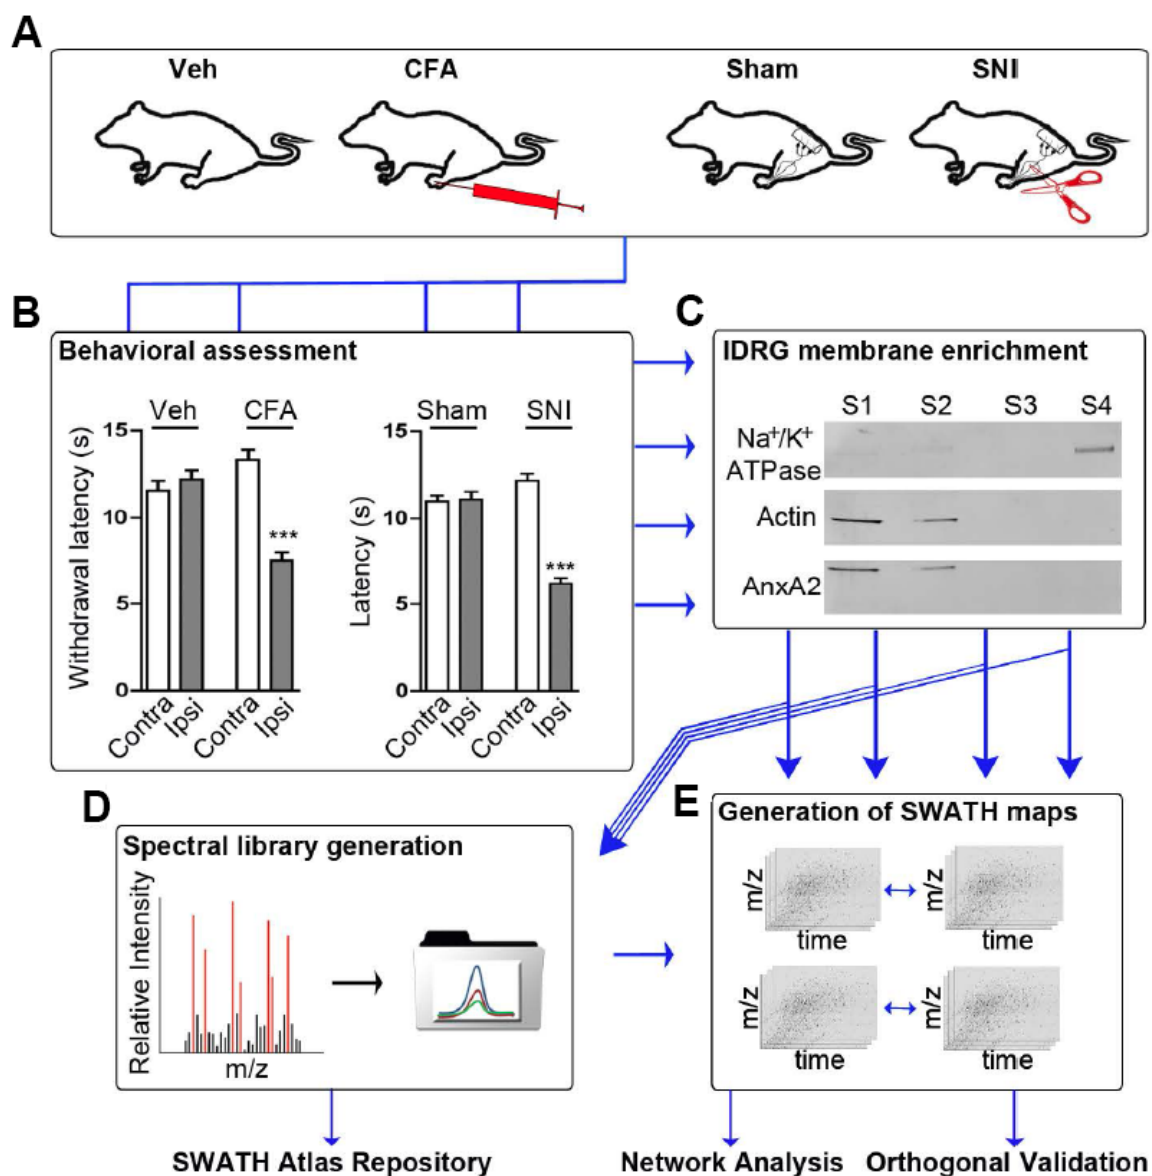 A
Veh CFA Sham SNI
B
Behavioral assessment
Veh CFA
Withdrawal latency (s)
15
10
5
0
Contra Ipsi Contra Ipsi
***
Sham SNI
Latency (s)
15
10
5
0
Contra Ipsi Contra Ipsi
***
C
IDRG membrane enrichment
S1 S2 S3 S4
Na⁺/K⁺
ATPase
Actin
AnxA2
D
Spectral library generation
Relative Intensity
m/z
SWATH Atlas Repository
E
Generation of SWATH maps
m/z m/z
time time
m/z m/z
time time
Network Analysis Orthogonal Validation